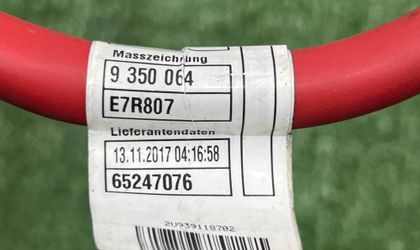 Masszeichnung
9 350 064
E7R807
Lieferantendaten
13.11.2017 04:16:58
65247076
2U939118702